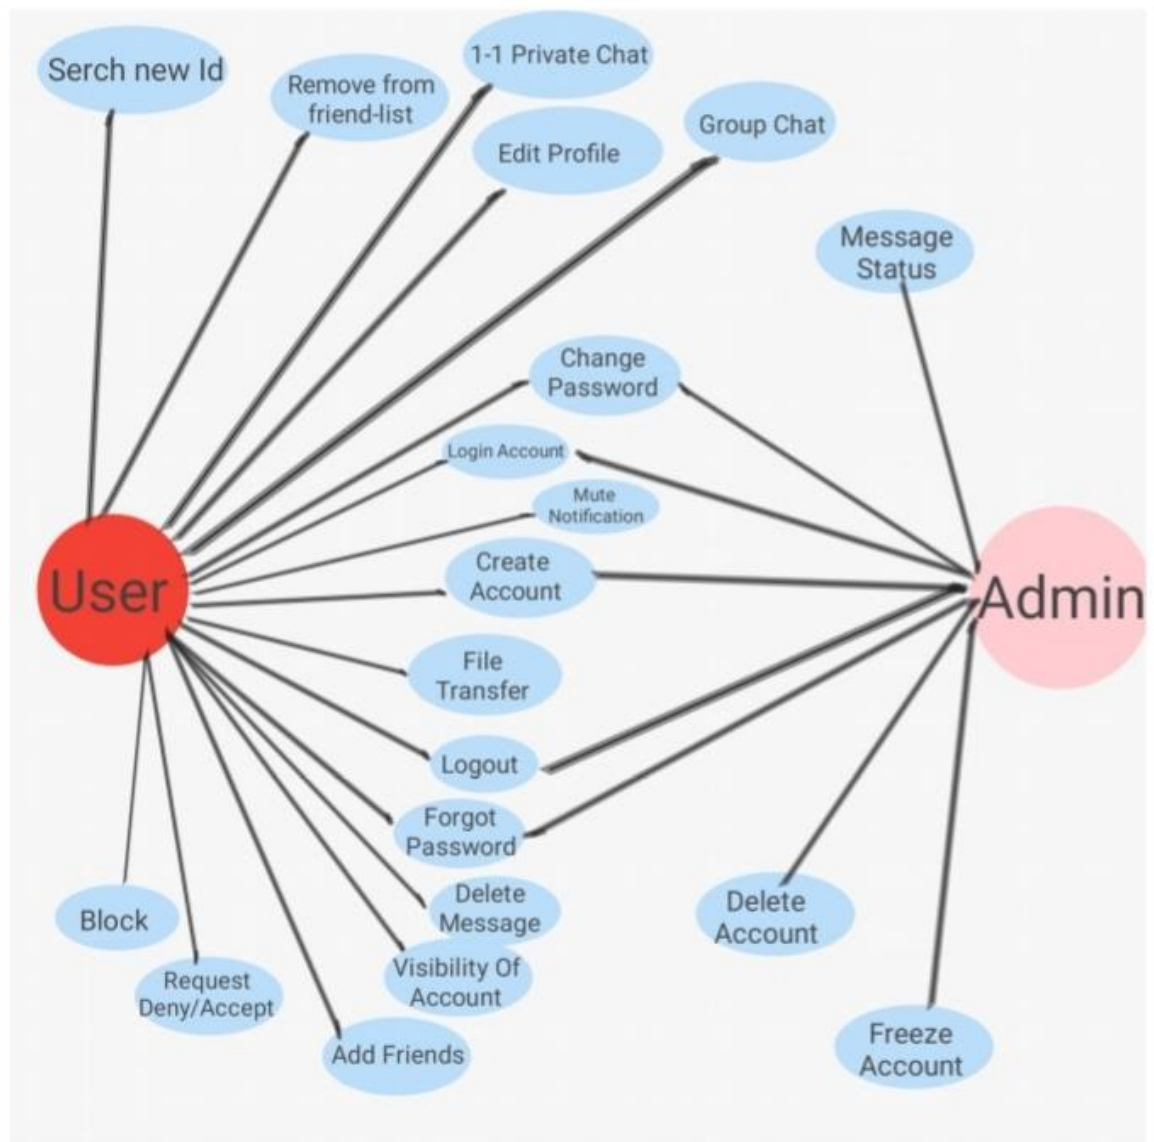 Serch new Id
Remove from
friend-list
1-1 Private Chat
Edit Profile
Group Chat
Message
Status
Change
Password
Login Account
Mute
Notification
Create
Account
User
Admin
File
Transfer
Logout
Forgot
Password
Delete
Message
Block
Delete
Account
Visibility Of
Account
Request
Deny/Accept
Add Friends
Freeze
Account